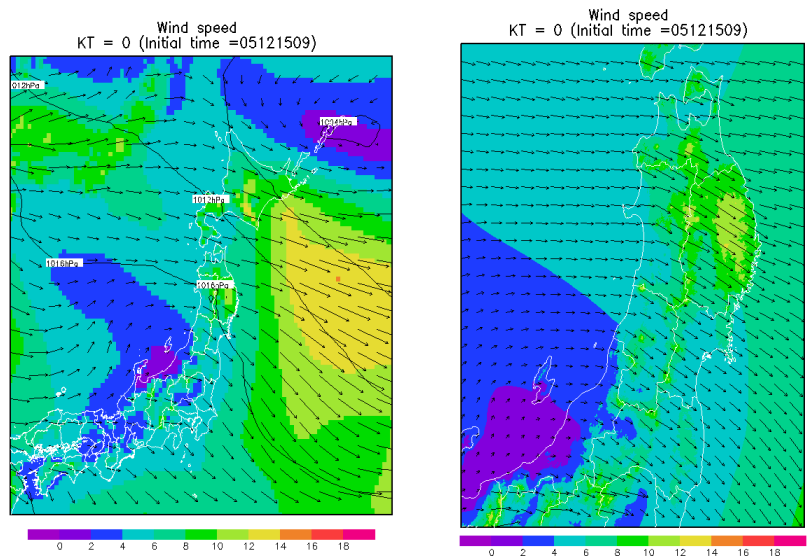 Wind speed
KT = 0 (Initial time =05121509)
012hPa
1004hPa
1012hPa
1016hPa
1016hPa
0 2 4 6 8 10 12 14 16 18
Wind speed
KT = 0 (Initial time =05121509)
0 2 4 6 8 10 12 14 16 18